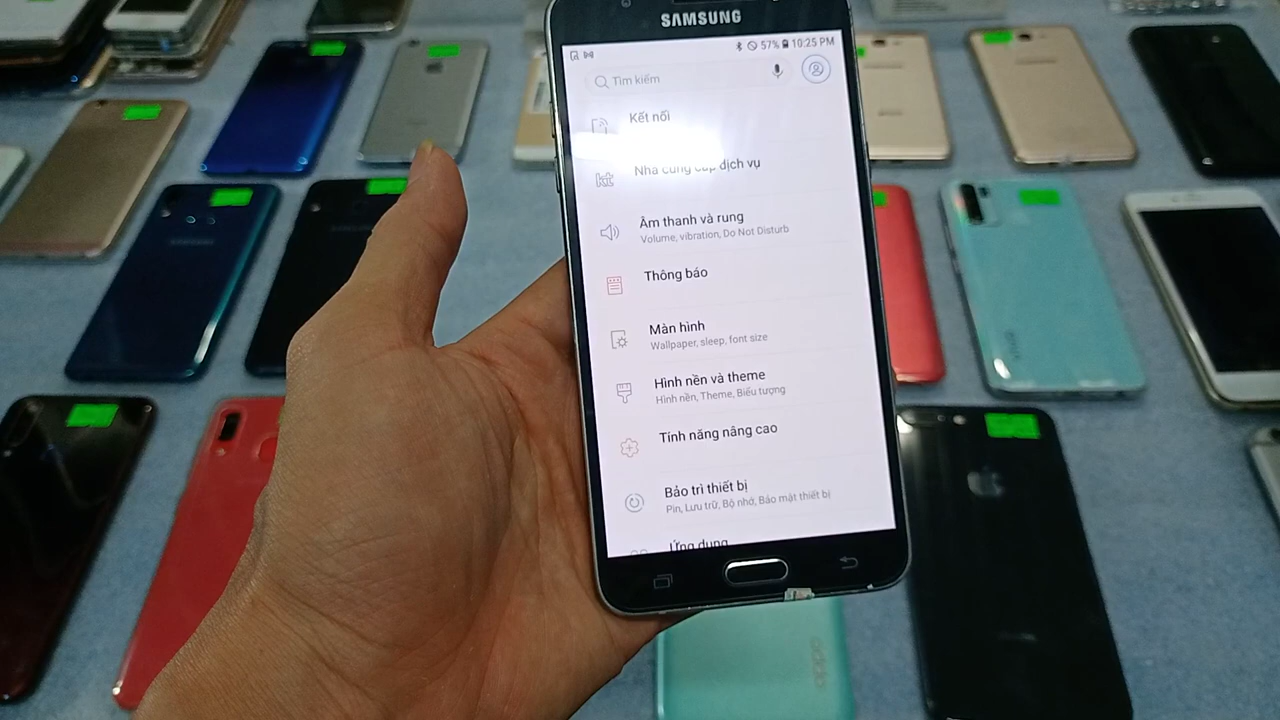 SAMSUNG
57% 10:25 PM
Tìm kiếm
Kết nối
Nhà cung cấp dịch vụ
Âm thanh và rung
Volume, vibration, Do Not Disturb
Thông báo
Màn hình
Wallpaper, sleep, font size
Hình nền và theme
Hình nền, Theme, Biểu tượng
Tính năng nâng cao
Bảo trì thiết bị
Pin, Lưu trữ, Bộ nhớ, Bảo mật thiết bị
Ứng dụng
oppo